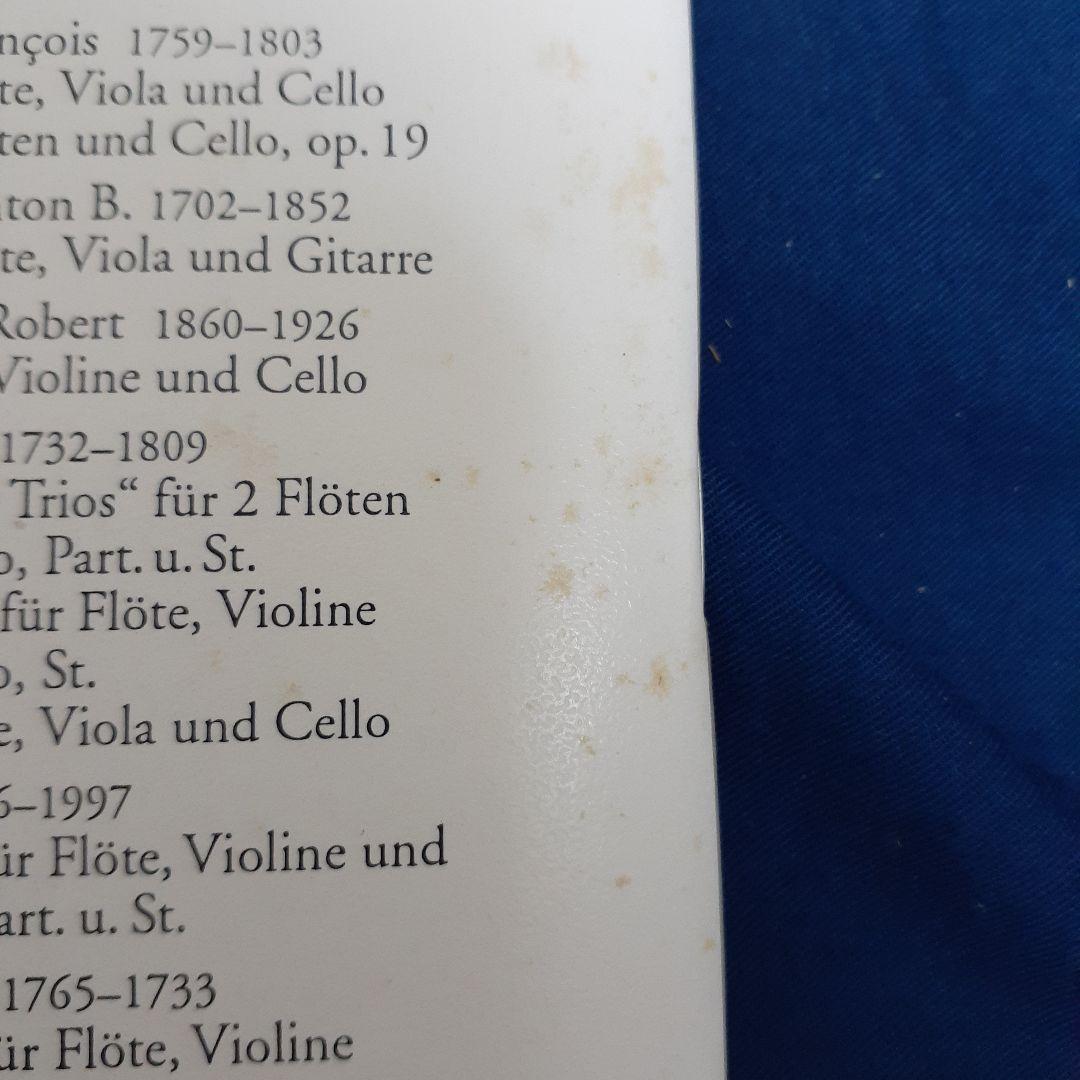 nçois 1759–1803
te, Viola und Cello
ten und Cello, op. 19
nton B. 1702–1852
te, Viola und Gitarre
Robert 1860–1926
Violine und Cello
1732–1809
Trios“ für 2 Flöten
o, Part. u. St.
für Flöte, Violine
o, St.
e, Viola und Cello
6–1997
ür Flöte, Violine und
art. u. St.
1765–1733
ür Flöte, Violine